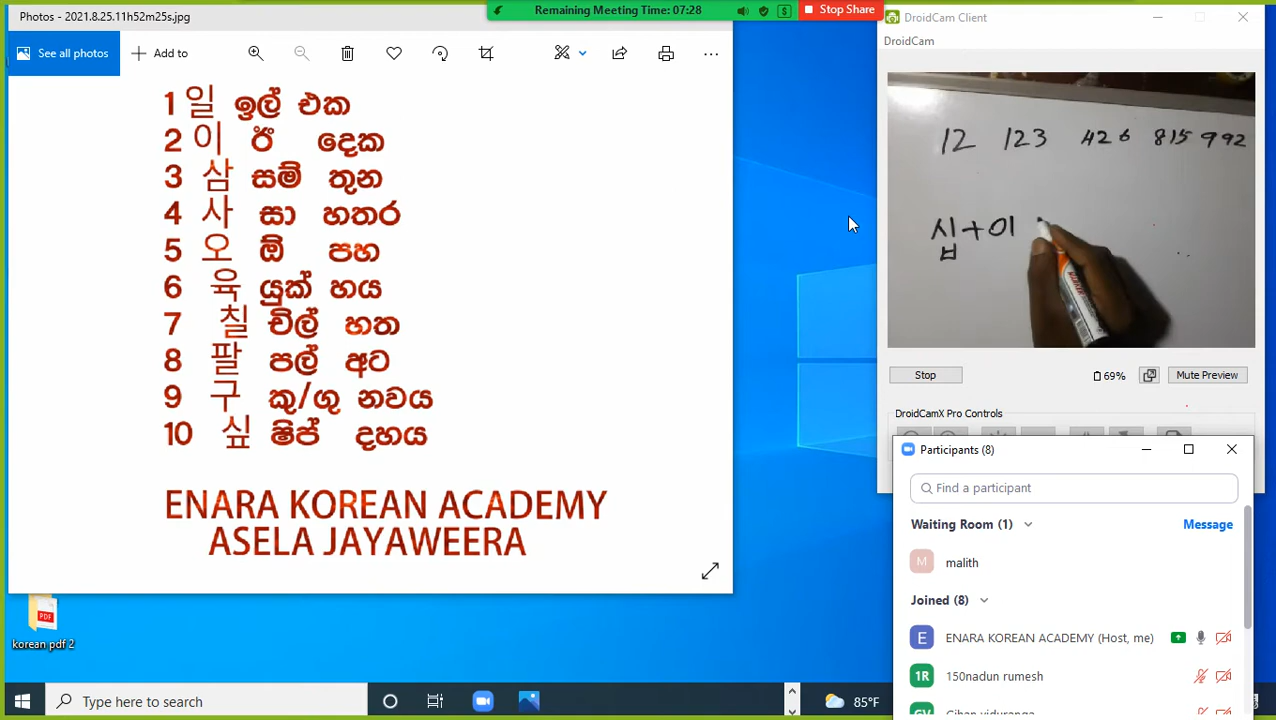 Photos - 2021.8.25.11h52m25s.jpg
Remaining Meeting Time: 07:28
$
Stop Share
DroidCam Client
See all photos
Add to
DroidCam
1 일 ඉල් එක
2 이 ඊ දෙක
3 삼 සම් තුන
4 사 සා හතර
5 오 ඕ පහ
6 육 යුක් හය
7 칠 චිල් හත
8 팔 පල් අට
9 구 කු/ගු නවය
10 싶 ෂිප් දහය
ENARA KOREAN ACADEMY
ASELA JAYAWEERA
12 123 426 815 992
십+이
Stop
69%
Mute Preview
DroidCamX Pro Controls
Participants (8)
Find a participant
Waiting Room (1)
Message
M malith
Joined (8)
E ENARA KOREAN ACADEMY (Host, me)
1R 150nadun rumesh
PDF
korean pdf 2
Type here to search
85°F